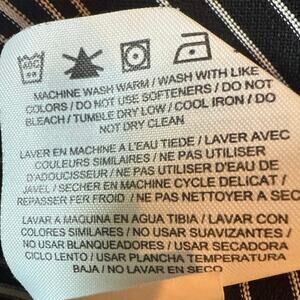 60C
MACHINE WASH WARM / WASH WITH LIKE
COLORS / DO NOT USE SOFTENERS / DO NOT
BLEACH / TUMBLE DRY LOW / COOL IRON / DO
NOT DRY CLEAN
LAVER EN MACHINE A L'EAU TIEDE / LAVER AVEC
COULEURS SIMILAIRES / NE PAS UTILISER
D'ADOUCISSEUR / NE PAS UTILISER D'EAU DE
JAVEL / SECHER EN MACHINE CYCLE DELICAT /
REPASSER FER FROID / NE PAS NETTOYER A SEC
LAVAR A MAQUINA EN AGUA TIBIA / LAVAR CON
COLORES SIMILARES / NO USAR SUAVIZANTES /
NO USAR BLANQUEADORES / USAR SECADORA
CICLO LENTO / USAR PLANCHA TEMPERATURA
BAJA / NO LAVAR EN SECO